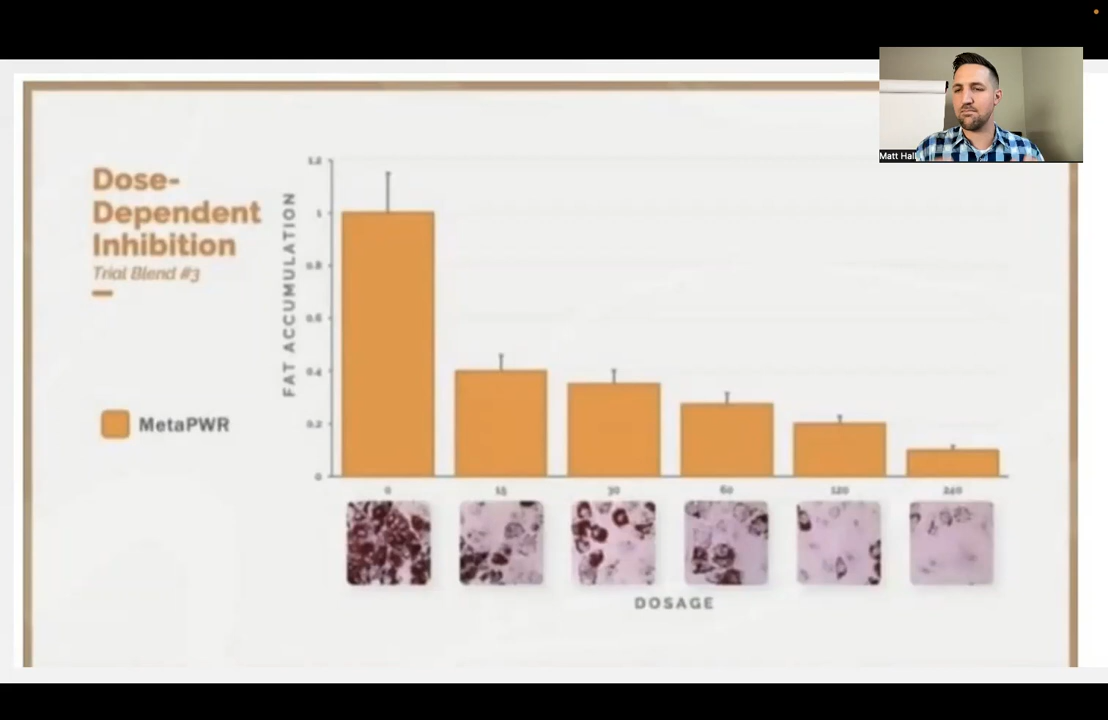 Dose-
Dependent
Inhibition
Trial Blend #3
MetaPWR
FAT ACCUMULATION
1.2
1
0.8
0.6
0.4
0.2
0
0 15 30 60 120 240
DOSAGE
Matt Hall